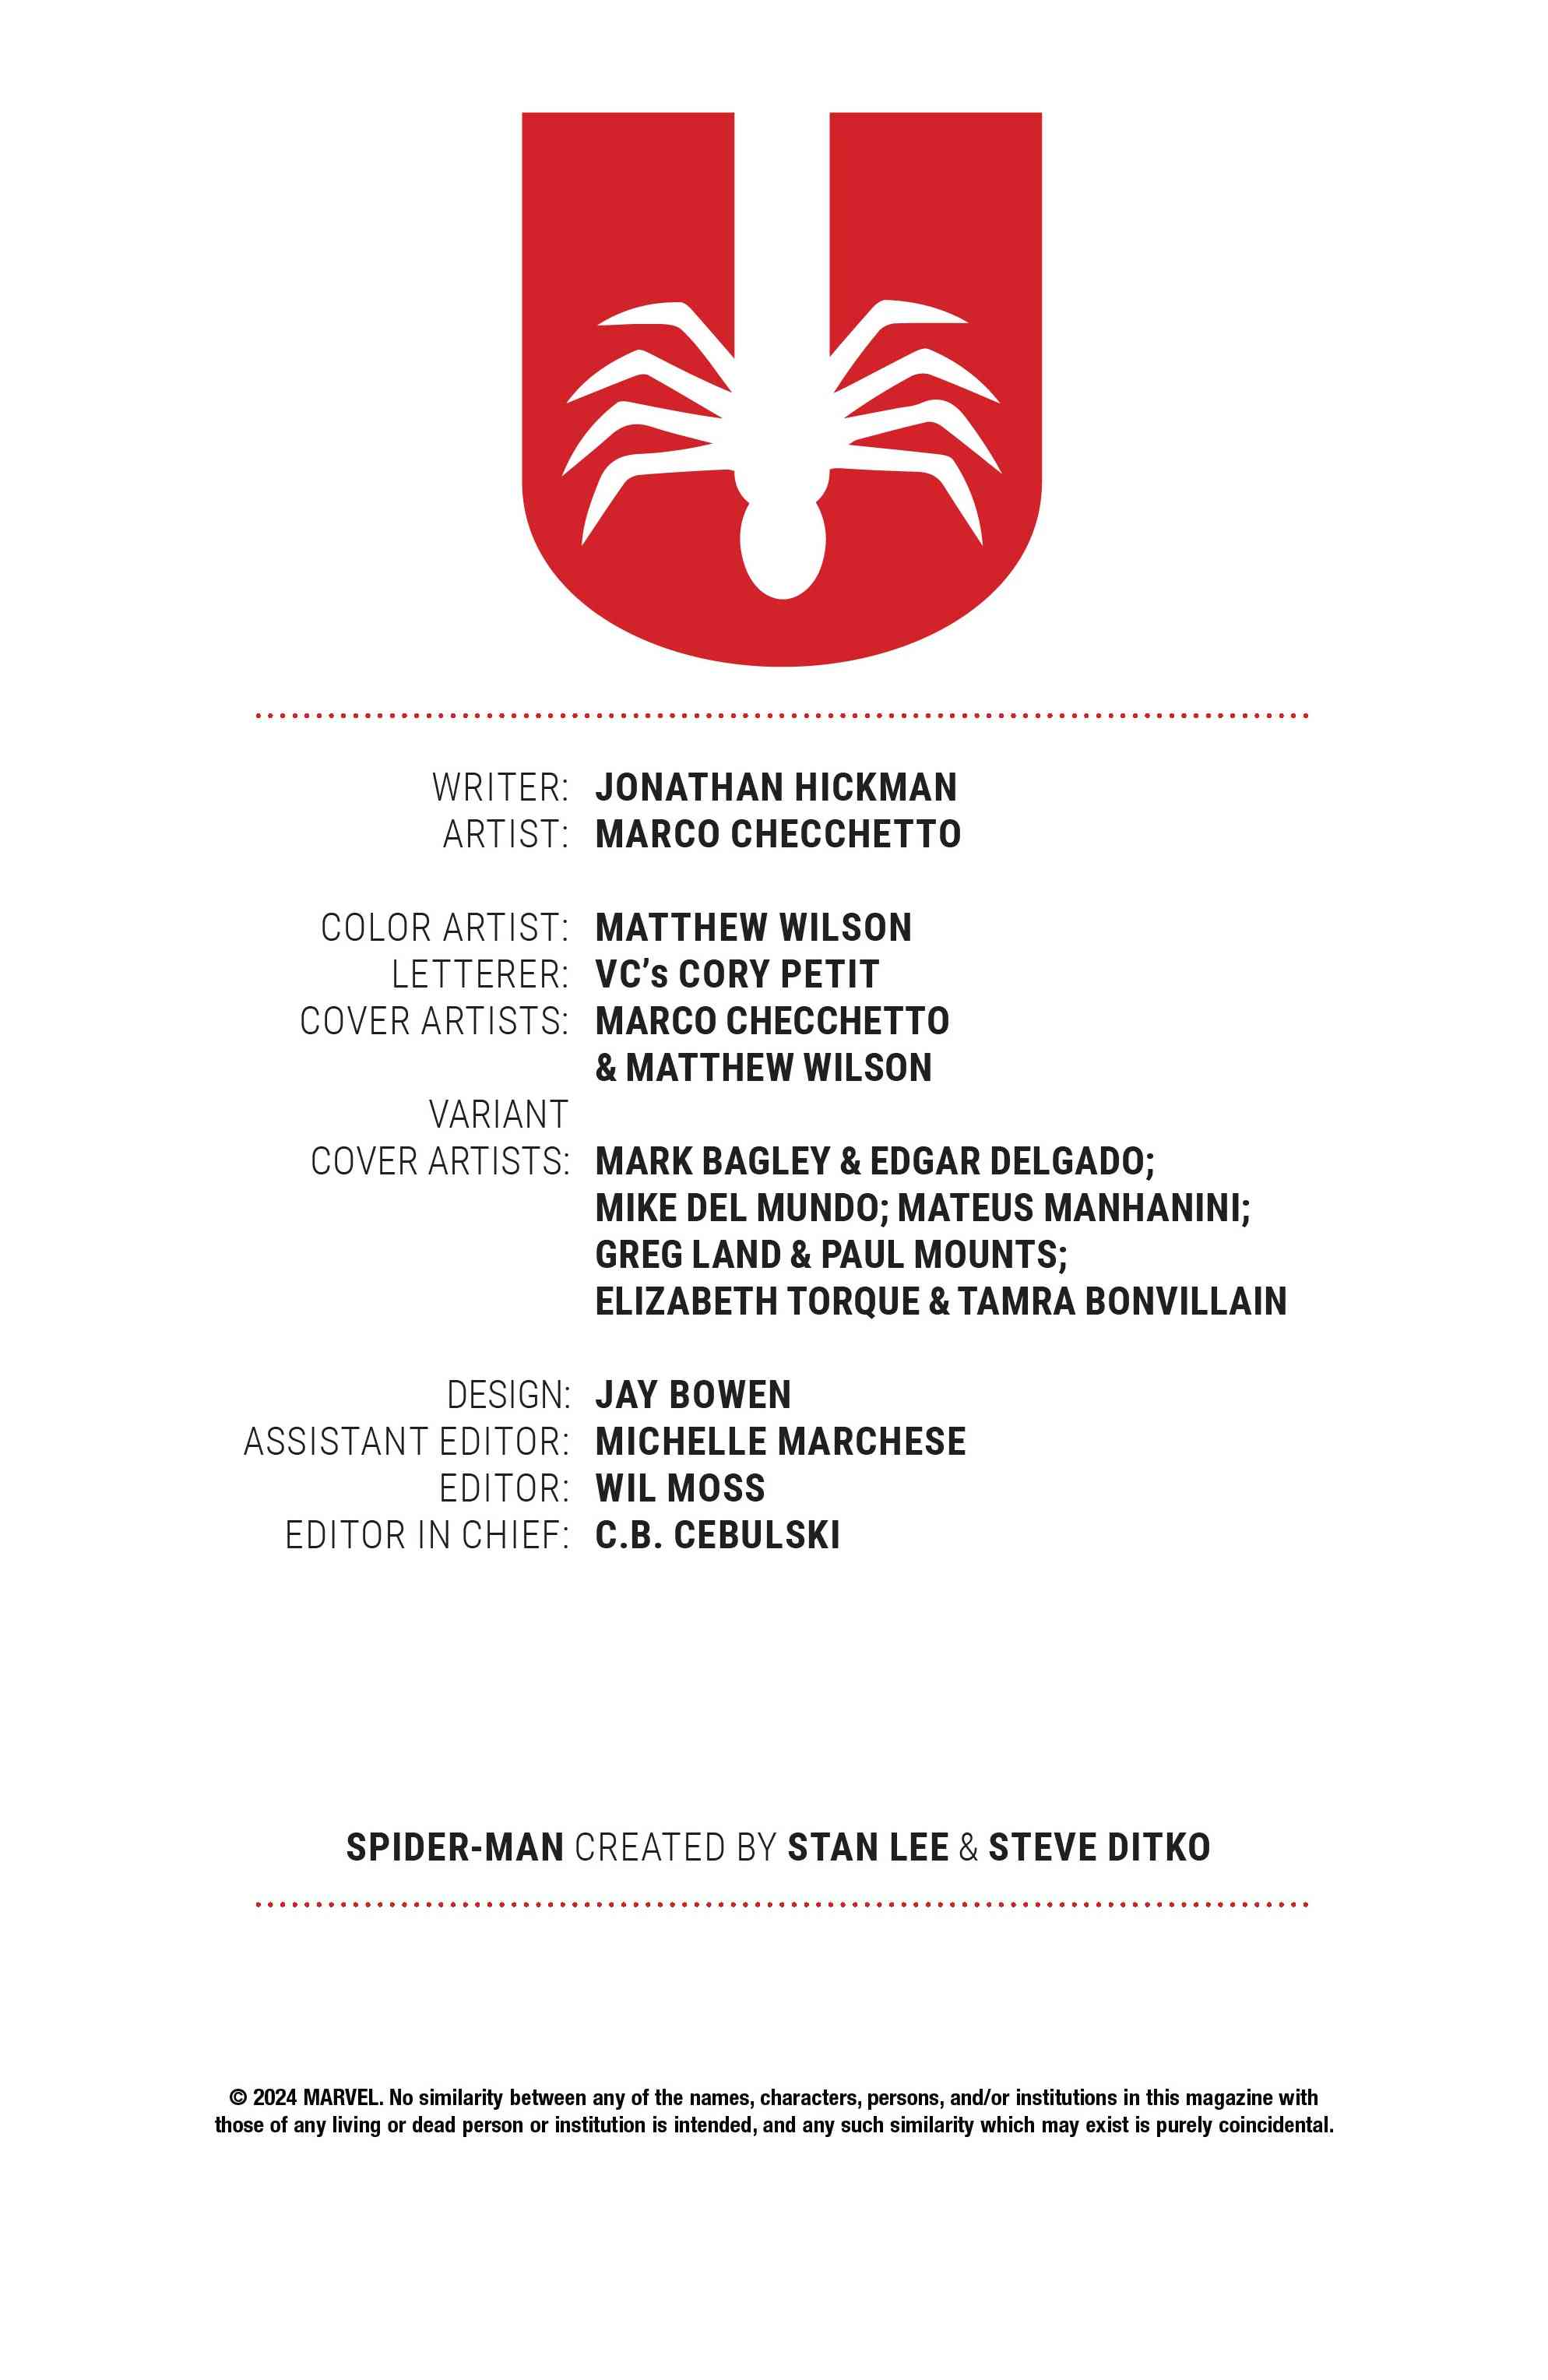 WRITER: JONATHAN HICKMAN
ARTIST: MARCO CHECCHETTO
COLOR ARTIST: MATTHEW WILSON
LETTERER: VC’s CORY PETIT
COVER ARTISTS: MARCO CHECCHETTO
& MATTHEW WILSON
VARIANT
COVER ARTISTS: MARK BAGLEY & EDGAR DELGADO;
MIKE DEL MUNDO; MATEUS MANHANINI;
GREG LAND & PAUL MOUNTS;
ELIZABETH TORQUE & TAMRA BONVILLAIN
DESIGN: JAY BOWEN
ASSISTANT EDITOR: MICHELLE MARCHESE
EDITOR: WIL MOSS
EDITOR IN CHIEF: C.B. CEBULSKI
SPIDER-MAN CREATED BY STAN LEE & STEVE DITKO
© 2024 MARVEL. No similarity between any of the names, characters, persons, and/or institutions in this magazine with
those of any living or dead person or institution is intended, and any such similarity which may exist is purely coincidental.